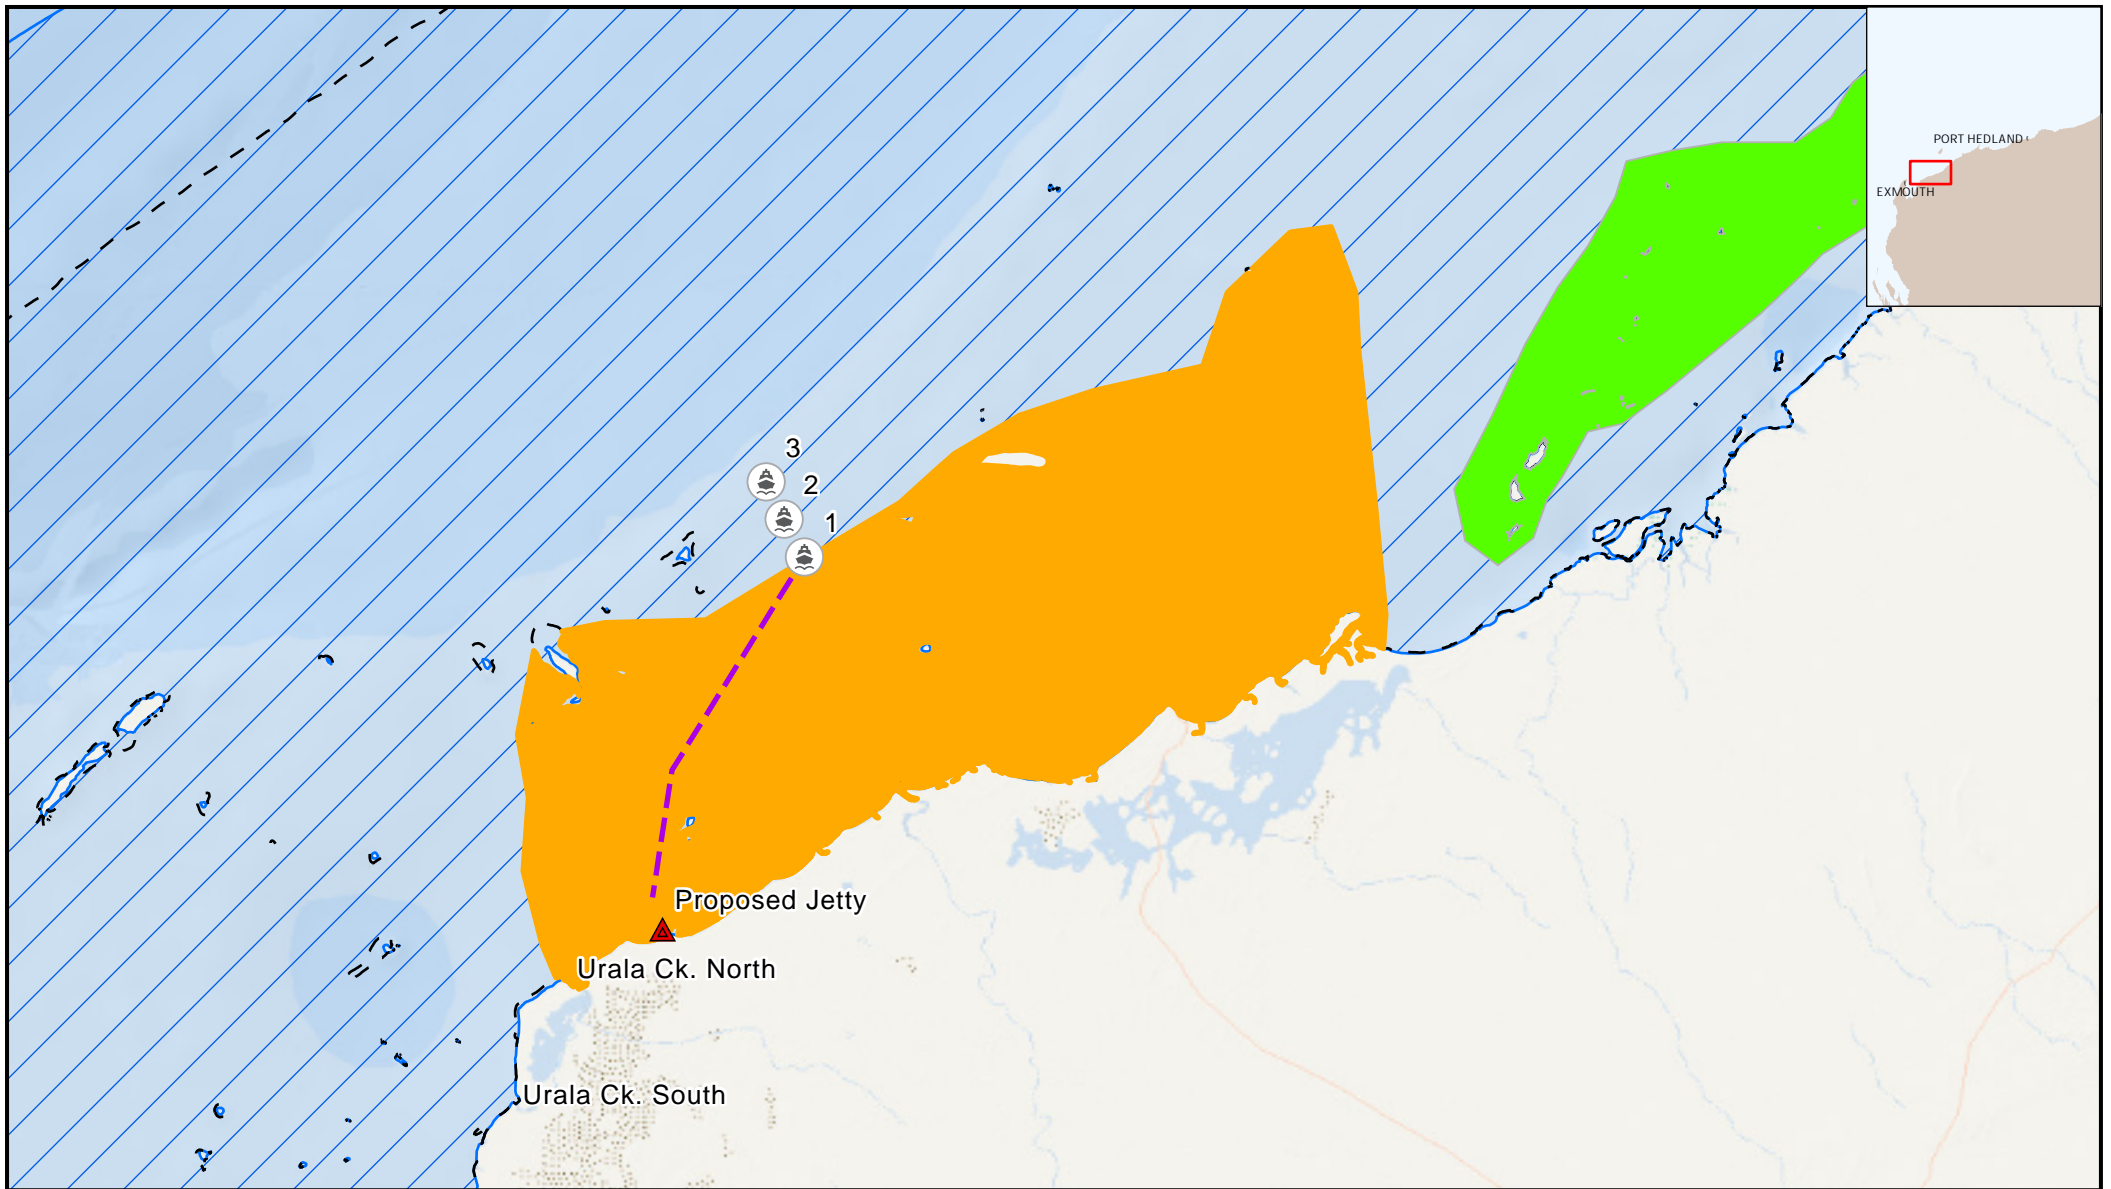 PORT HEDLAND
EXMOUTH
3
2
1
Proposed Jetty
Urala Ck. North
Urala Ck. South